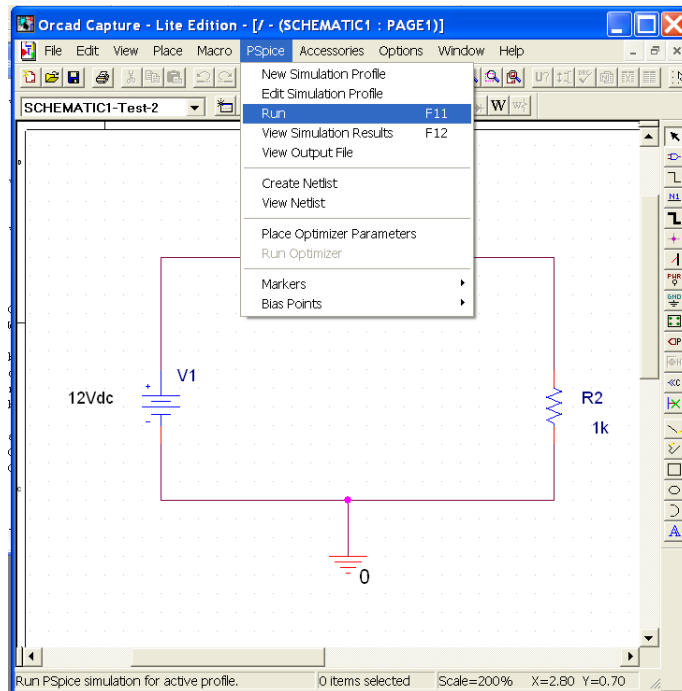 Orcad Capture - Lite Edition - [/ - (SCHEMATIC1 : PAGE1)]
File Edit View Place Macro PSpice Accessories Options Window Help
U?
SCHEMATIC1-Test-2
W
New Simulation Profile
Edit Simulation Profile
Run F11
View Simulation Results F12
View Output File
Create Netlist
View Netlist
Place Optimizer Parameters
Run Optimizer
Markers
Bias Points
N1
PWR
GND
12Vdc
V1
+
-
R2
1k
0
A
Run PSpice simulation for active profile. 0 items selected Scale=200% X=2.80 Y=0.70